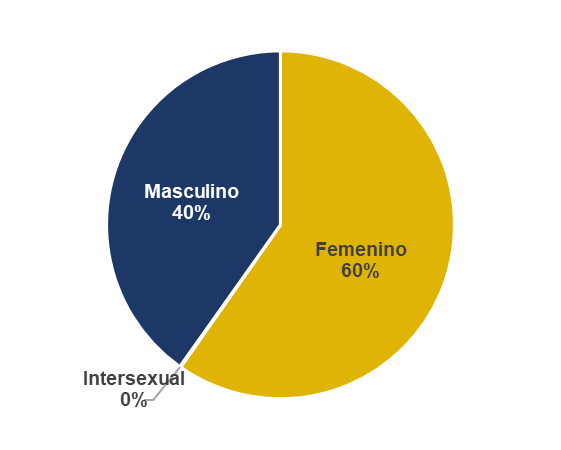 Masculino
40%
Femenino
60%
Intersexual
0%